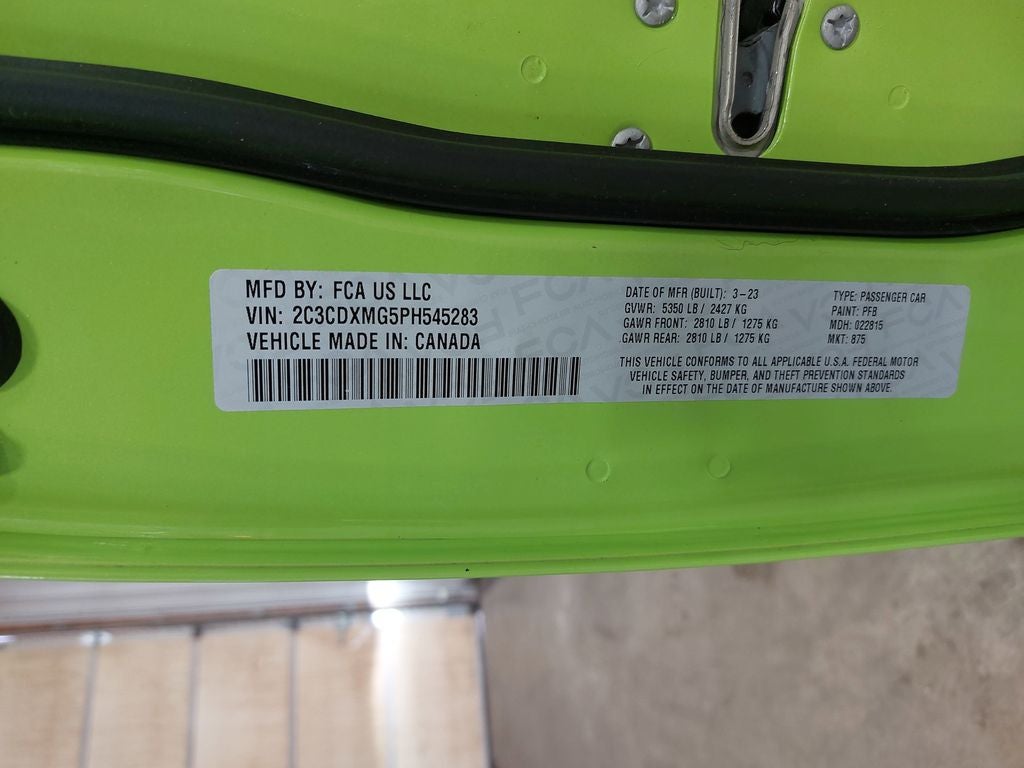 MFD BY: FCA US LLC
VIN: 2C3CDXMG5PH545283
VEHICLE MADE IN: CANADA
DATE OF MFR (BUILT): 3-23
GVWR: 5350 LB / 2427 KG
GAWR FRONT: 2810 LB / 1275 KG
GAWR REAR: 2810 LB / 1275 KG
TYPE: PASSENGER CAR
PAINT: PFB
MDH: 022815
MKT: 875
THIS VEHICLE CONFORMS TO ALL APPLICABLE U.S.A. FEDERAL MOTOR
VEHICLE SAFETY, BUMPER, AND THEFT PREVENTION STANDARDS
IN EFFECT ON THE DATE OF MANUFACTURE SHOWN ABOVE.